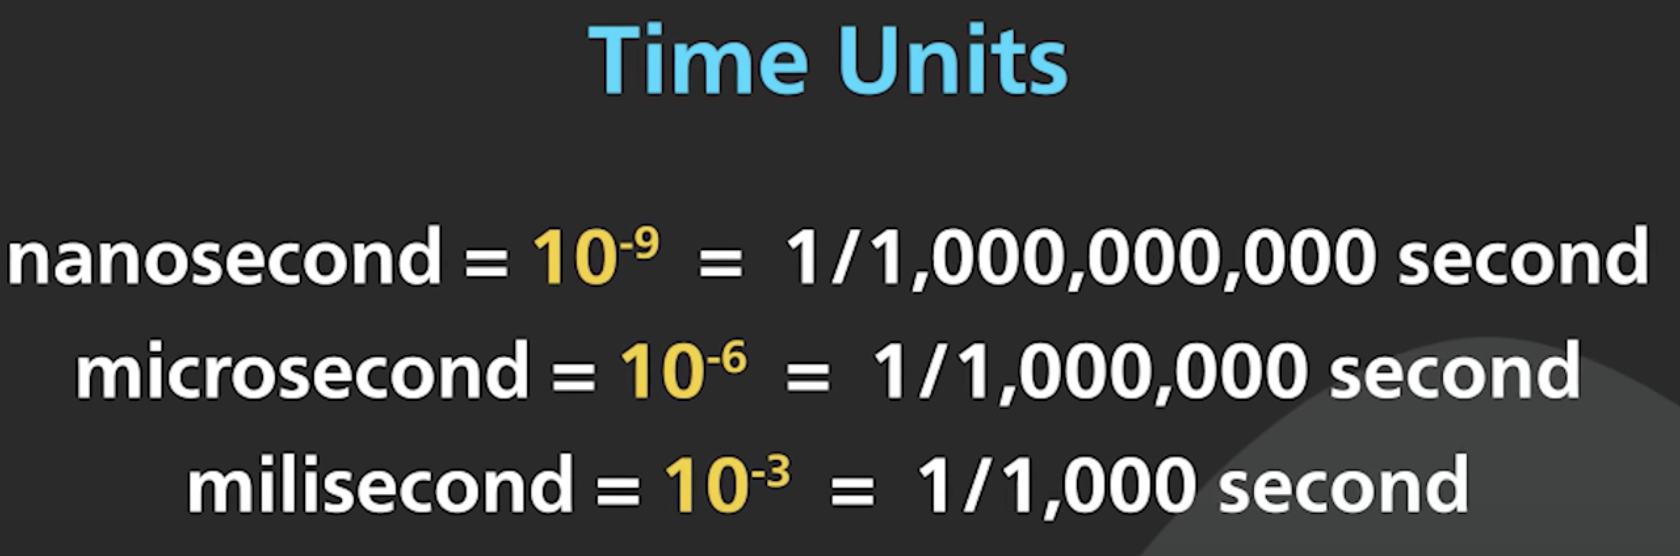 Time Units
nanosecond = 10⁻⁹ = 1/1,000,000,000 second
microsecond = 10⁻⁶ = 1/1,000,000 second
milisecond = 10⁻³ = 1/1,000 second